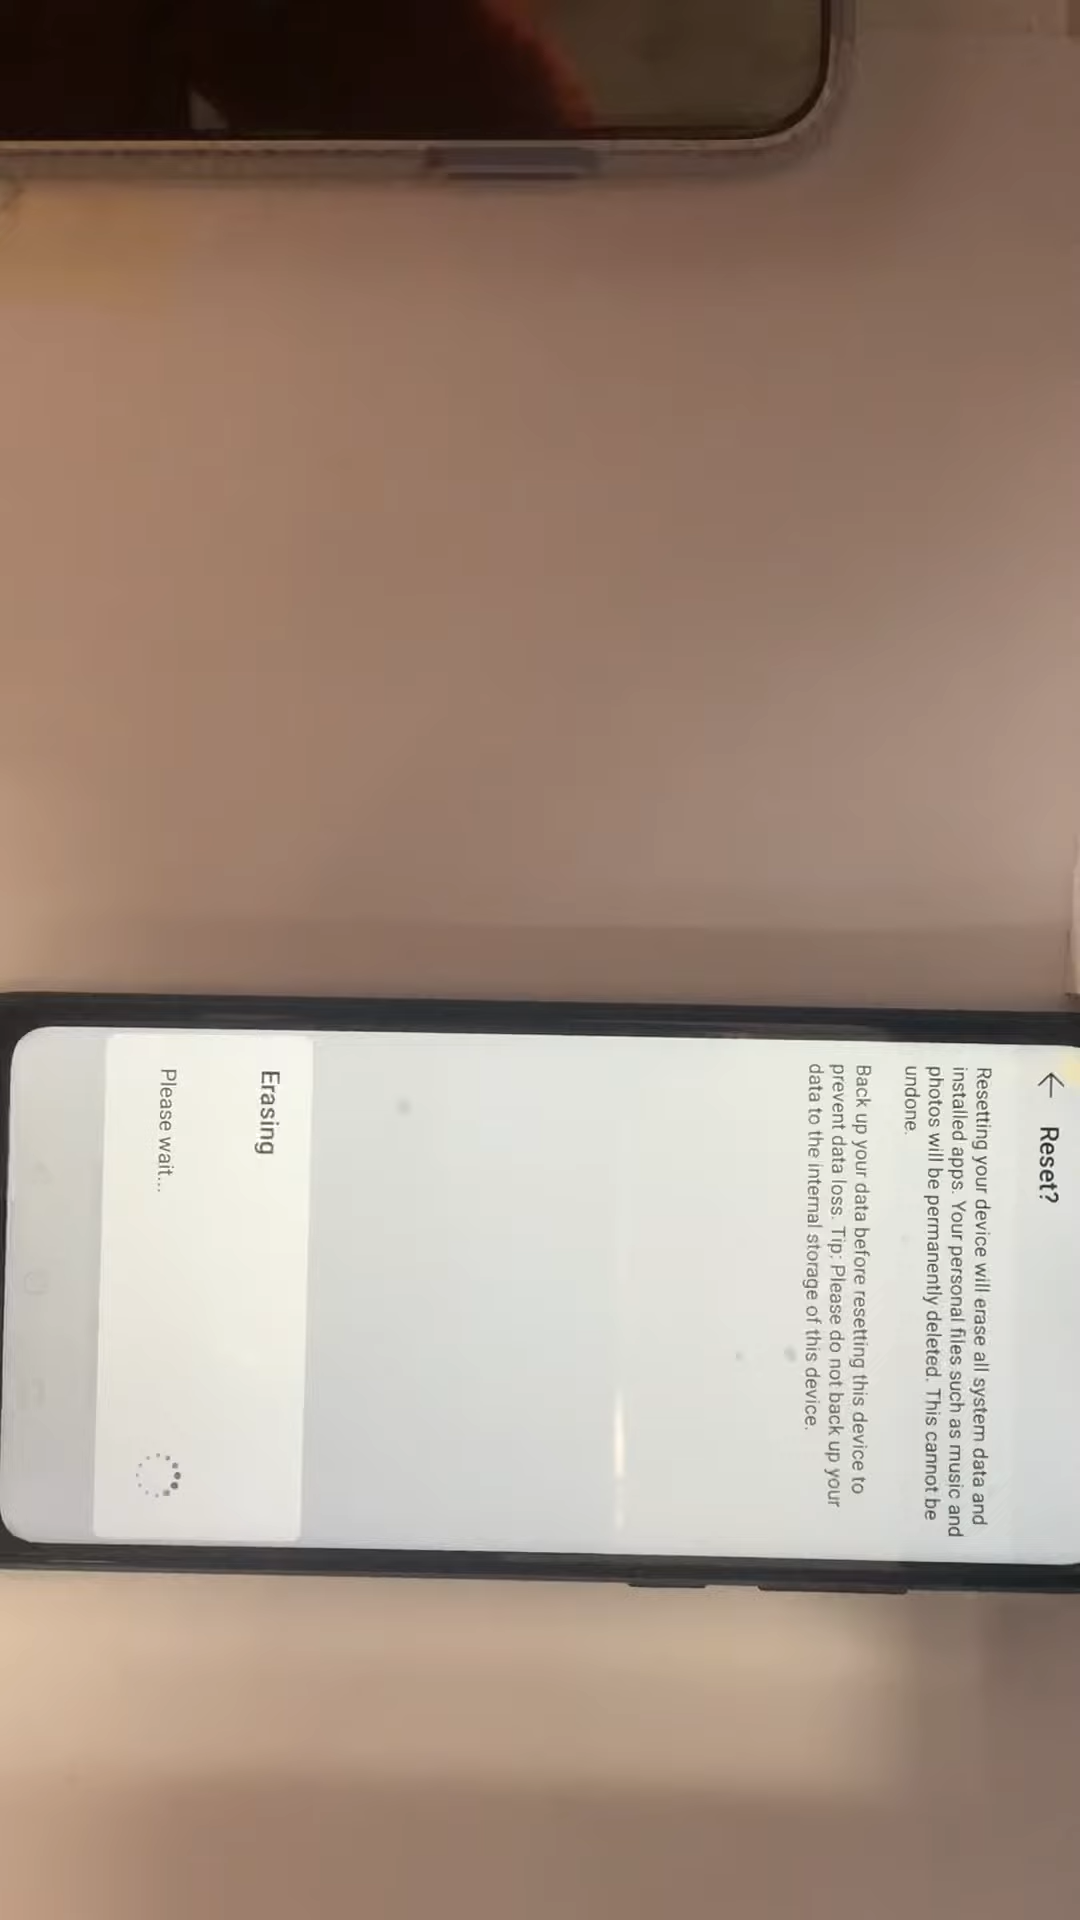 Reset?
Resetting your device will erase all system data and
installed apps. Your personal files such as music and
photos will be permanently deleted. This cannot be
undone.
Back up your data before resetting this device to
prevent data loss. Tip: Please do not back up your
data to the internal storage of this device.
Erasing
Please wait...